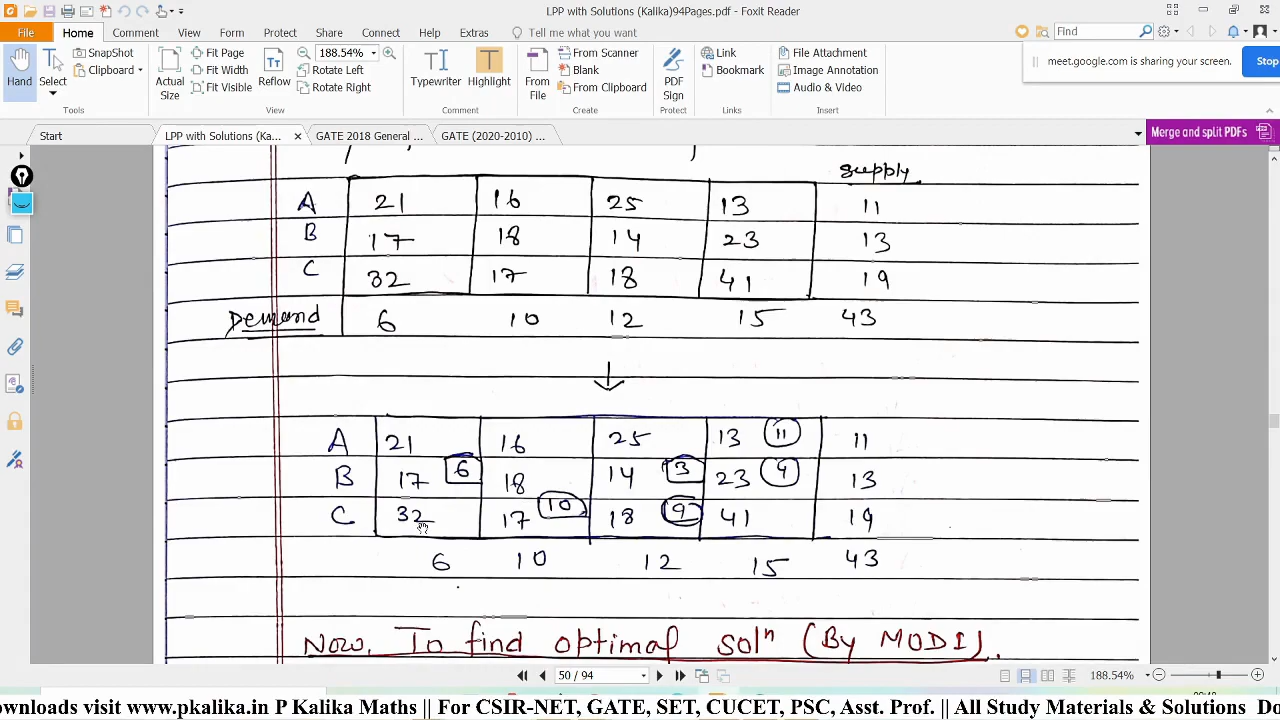 LPP with Solutions (Kalika)94Pages.pdf - Foxit Reader
File Home Comment View Form Protect Share Connect Help Extras Tell me what you want... Find
Hand Select SnapShot Clipboard Actual Size Fit Page Fit Width Fit Visible Reflow 188.54% Rotate Left Rotate Right Typewriter Highlight From File From Scanner Blank From Clipboard PDF Sign Link Bookmark File Attachment Image Annotation Audio & Video
meet.google.com is sharing your screen. Stop
Tools View Comment Create Protect Links Insert
Start LPP with Solutions (Ka... GATE 2018 General ... GATE (2020-2010) ... Merge and split PDFs
supply
A 21 16 25 13 11
B 17 18 14 23 13
C 32 17 18 41 19
Demand 6 10 12 15 43
A 21 16 25 13 11 11
B 17 6 18 14 3 23 4 13
C 32 17 10 18 9 41 19
6 10 12 15 43
Now, To find optimal solⁿ (By MODI).
50 / 94 188.54%
ownloads visit www.pkalika.in P Kalika Maths || For CSIR-NET, GATE, SET, CUCET, PSC, Asst. Prof. || All Study Materials & Solutions De